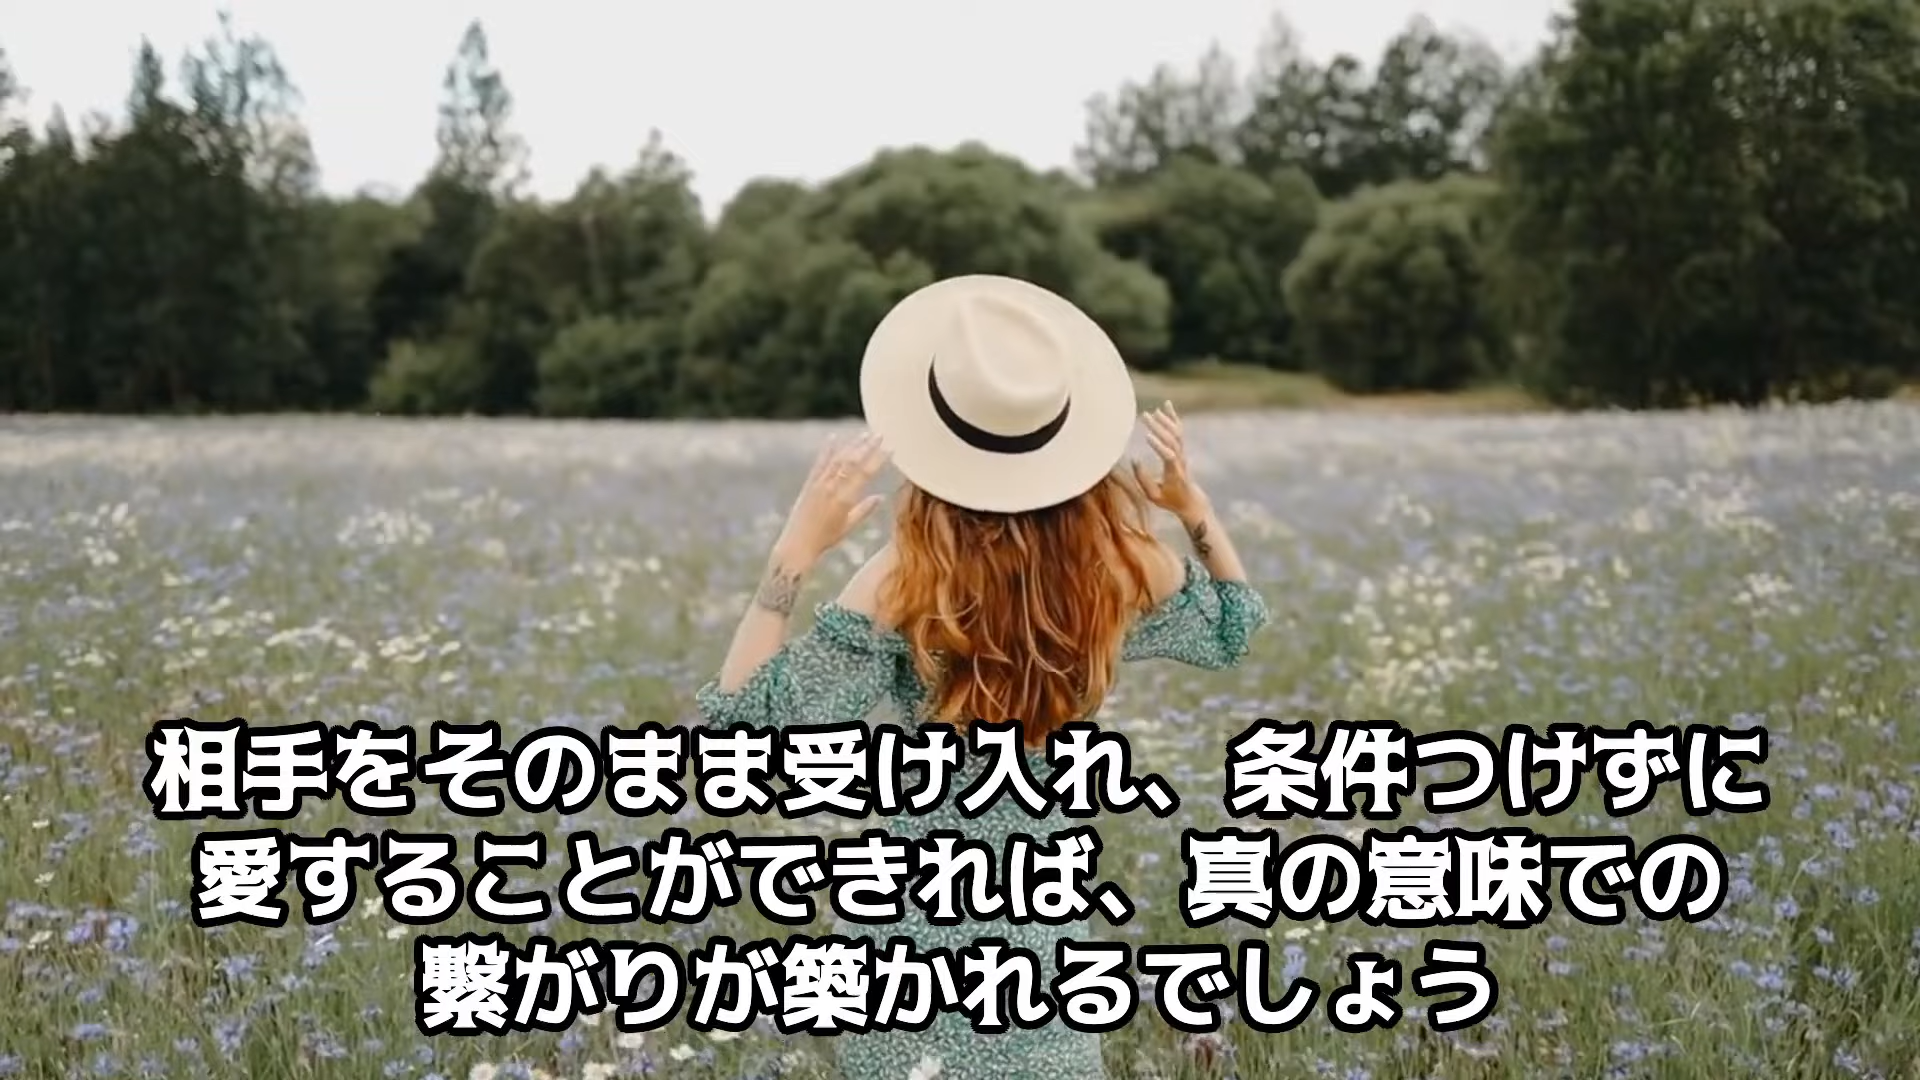 相手をそのまま受け入れ、条件つけずに
愛することができれば、真の意味での
繋がりが築かれるでしょう